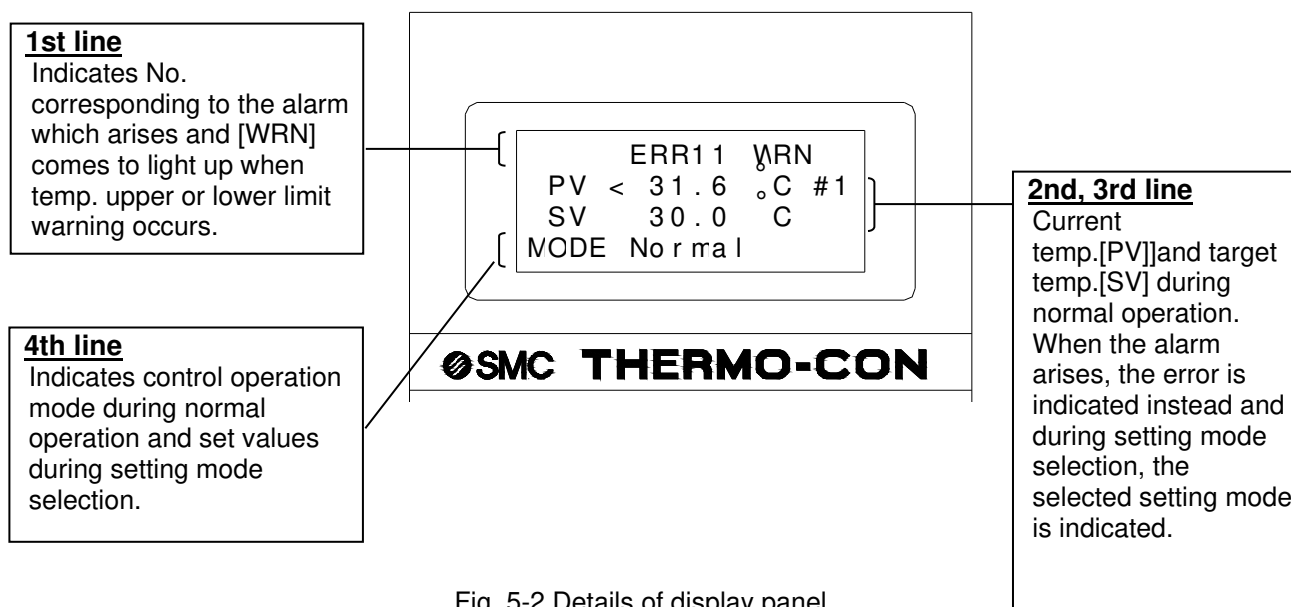 1st line
Indicates No.
corresponding to the alarm
which arises and [WRN]
comes to light up when
temp. upper or lower limit
warning occurs.
4th line
Indicates control operation
mode during normal
operation and set values
during setting mode
selection.
ERR11 WRN
PV < 31.6 °C #1
SV 30.0 °C
MODE Normal
SMC THERMO-CON
2nd, 3rd line
Current
temp.[PV]]and target
temp.[SV] during
normal operation.
When the alarm
arises, the error is
indicated instead and
during setting mode
selection, the
selected setting mode
is indicated.
Fig. 5-2 Details of display panel